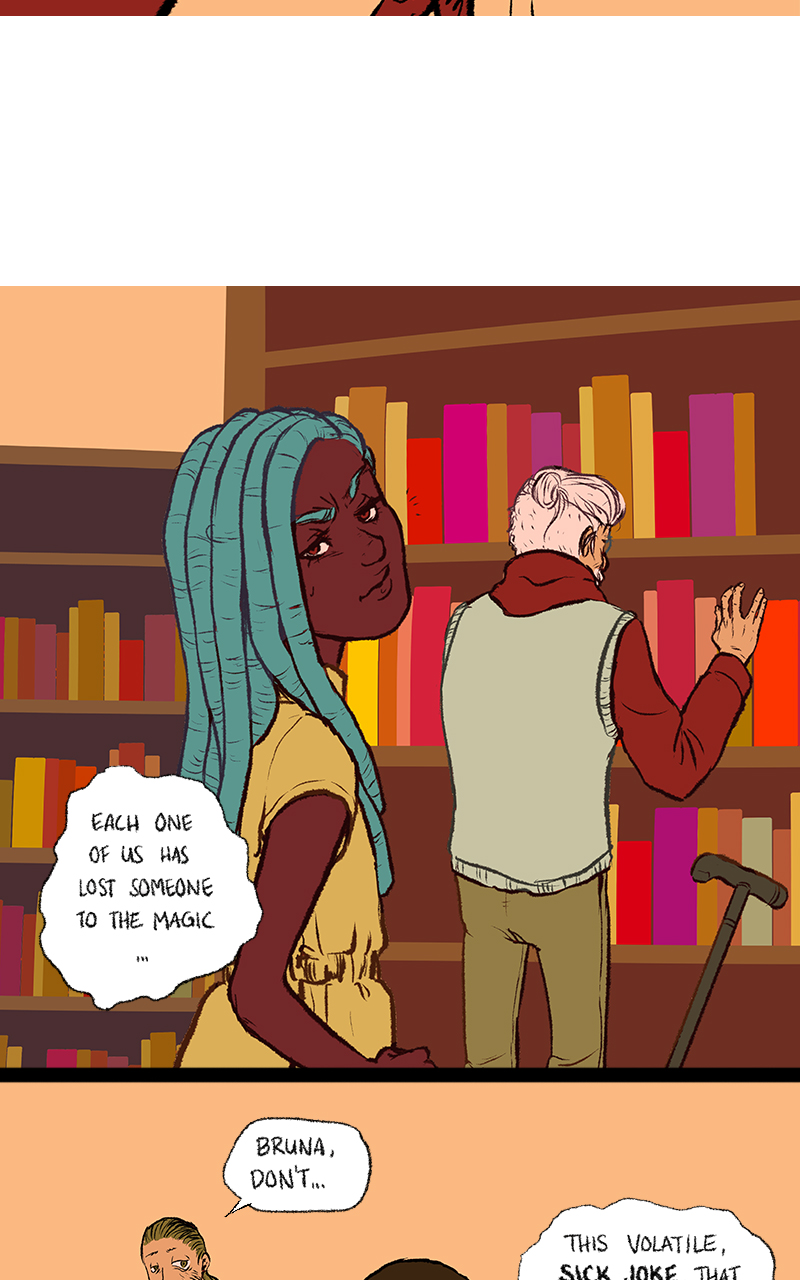 EACH ONE
OF US HAS
LOST SOMEONE
TO THE MAGIC
...
BRUNA,
DON'T...
THIS VOLATILE,
SICK JOKE THAT